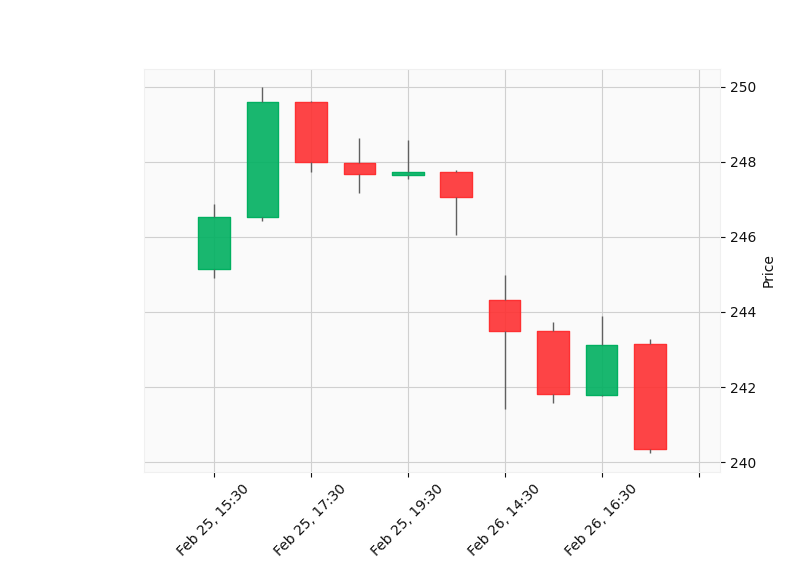 250
248
246
244
242
240
Price
Feb 25, 15:30
Feb 25, 17:30
Feb 25, 19:30
Feb 26, 14:30
Feb 26, 16:30